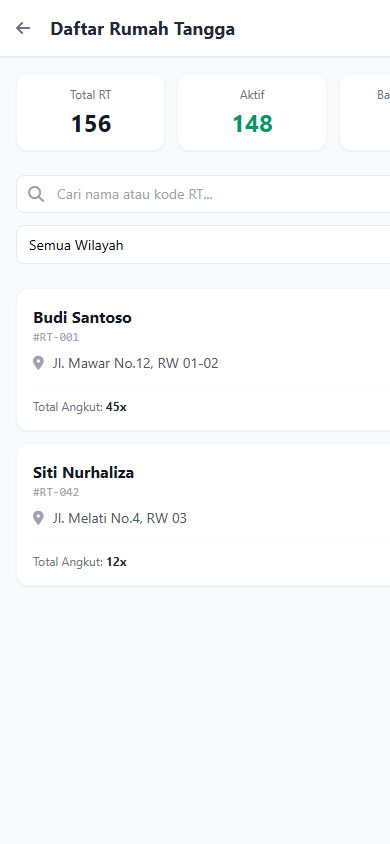 Daftar Rumah Tangga
Total RT
156
Aktif
148
Ba
Cari nama atau kode RT...
Semua Wilayah
Budi Santoso
#RT-001
Jl. Mawar No.12, RW 01-02
Total Angkut: 45x
Siti Nurhaliza
#RT-042
Jl. Melati No.4, RW 03
Total Angkut: 12x